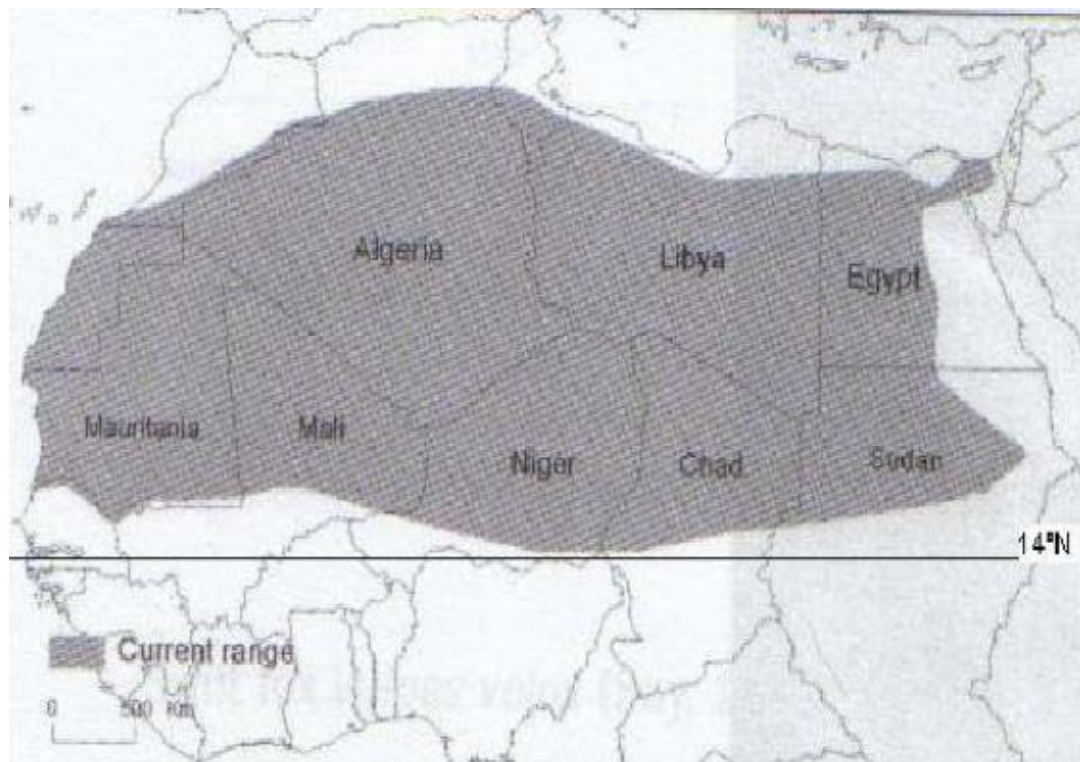 Algeria
Libya
Egypt
Mauritania
Mali
Niger
Chad
Sudan
14°N
Current range
0 500 Km